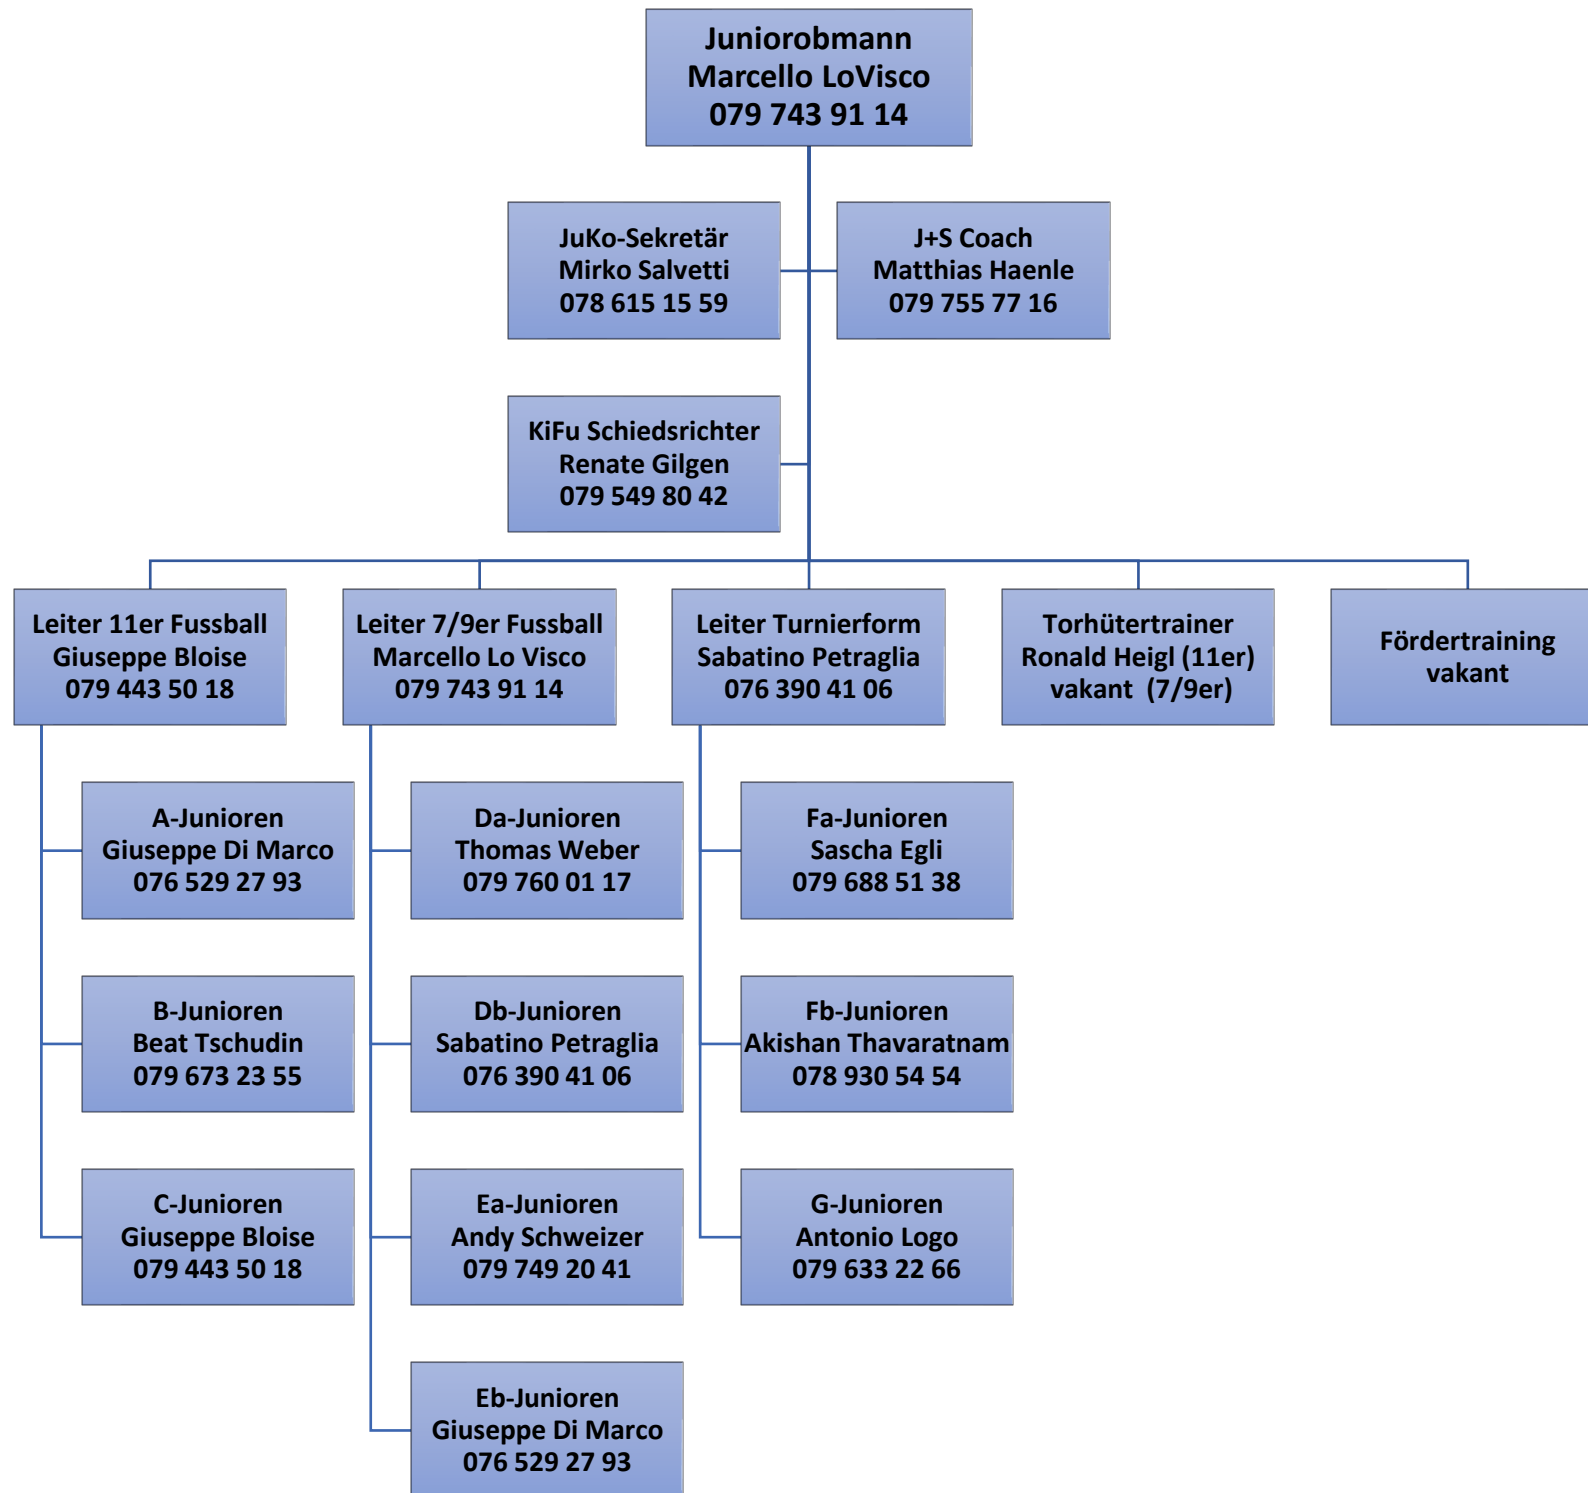 Juniorobmann
Marcello LoVisco
079 743 91 14
JuKo-Sekretär
Mirko Salvetti
078 615 15 59
J+S Coach
Matthias Haenle
079 755 77 16
KiFu Schiedsrichter
Renate Gilgen
079 549 80 42
Leiter 11er Fussball
Giuseppe Bloise
079 443 50 18
Leiter 7/9er Fussball
Marcello Lo Visco
079 743 91 14
Leiter Turnierform
Sabatino Petraglia
076 390 41 06
Torhütertrainer
Ronald Heigl (11er)
vakant  (7/9er)
Fördertraining
vakant
A-Junioren
Giuseppe Di Marco
076 529 27 93
B-Junioren
Beat Tschudin
079 673 23 55
C-Junioren
Giuseppe Bloise
079 443 50 18
Da-Junioren
Thomas Weber
079 760 01 17
Db-Junioren
Sabatino Petraglia
076 390 41 06
Ea-Junioren
Andy Schweizer
079 749 20 41
Eb-Junioren
Giuseppe Di Marco
076 529 27 93
Fa-Junioren
Sascha Egli
079 688 51 38
Fb-Junioren
Akishan Thavaratnam
078 930 54 54
G-Junioren
Antonio Logo
079 633 22 66